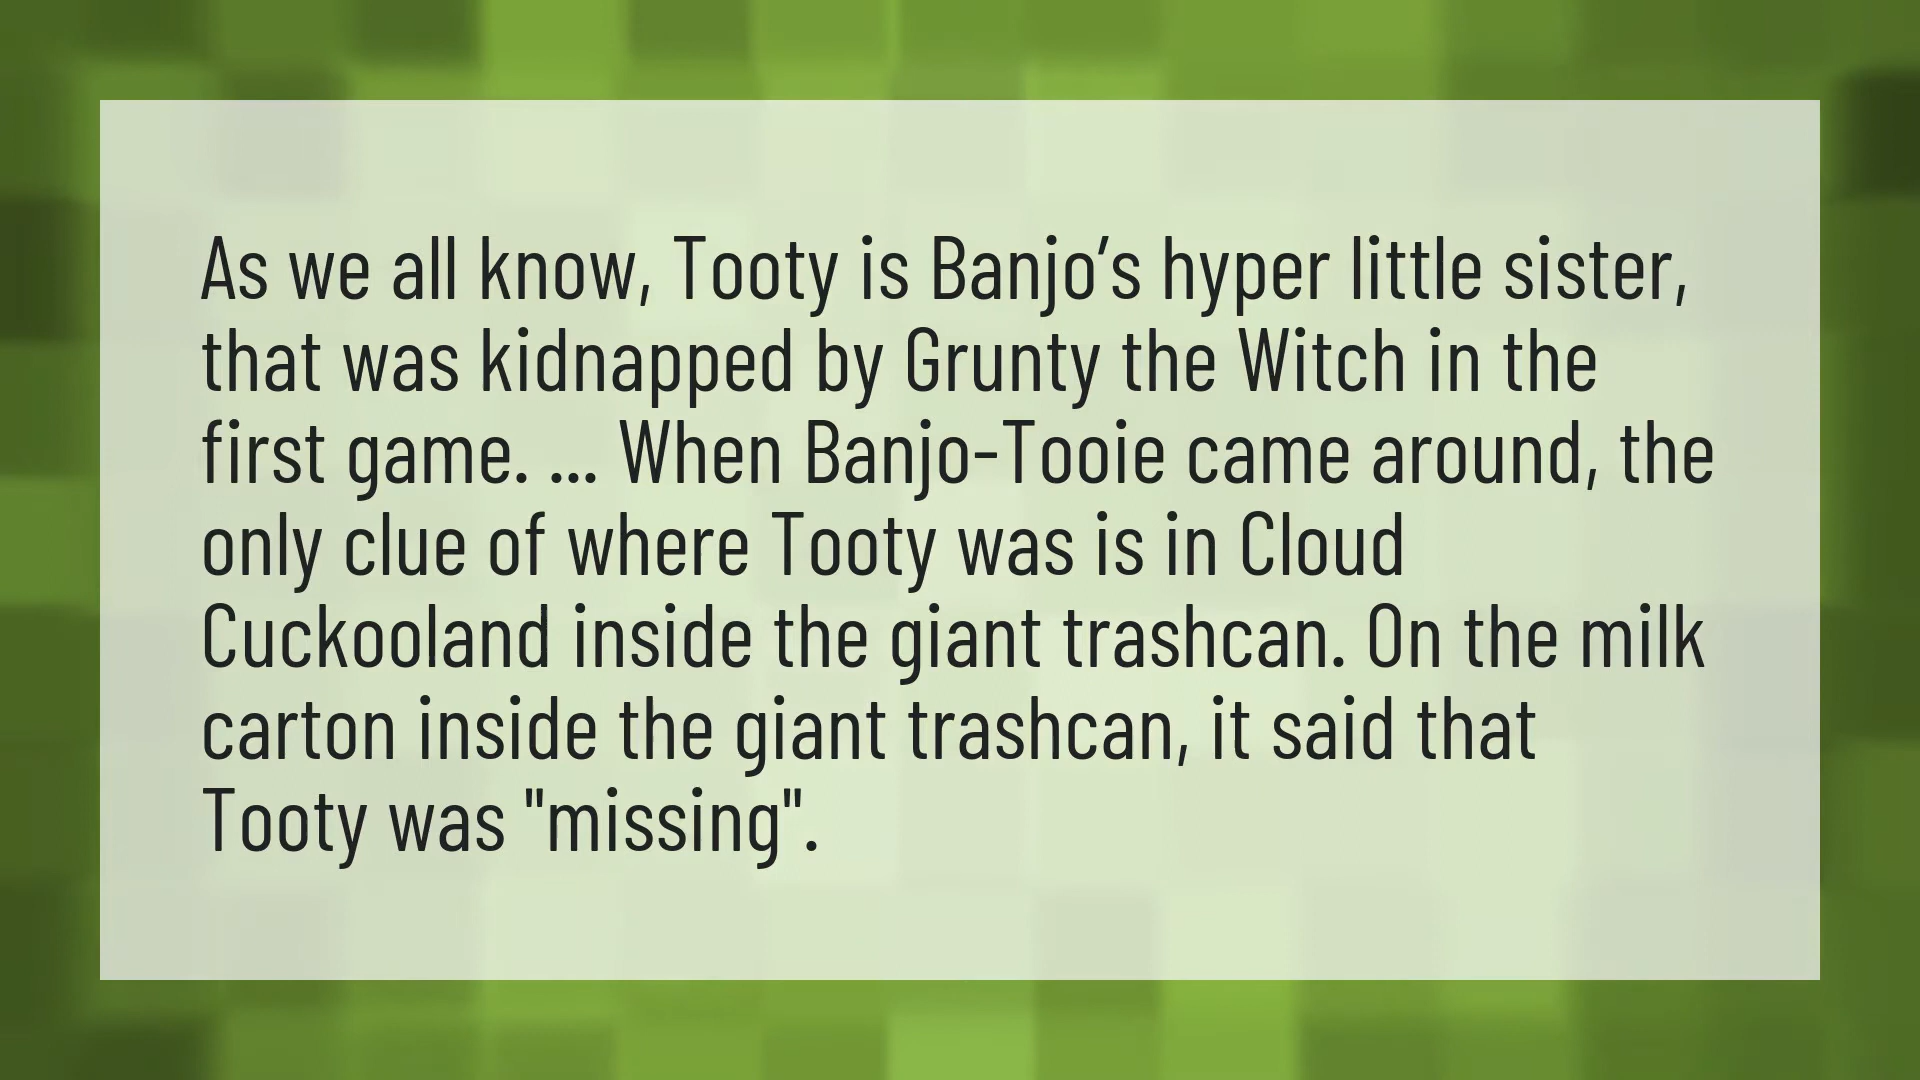 As we all know, Tooty is Banjo’s hyper little sister,
that was kidnapped by Grunty the Witch in the
first game. ... When Banjo-Tooie came around, the
only clue of where Tooty was is in Cloud
Cuckooland inside the giant trashcan. On the milk
carton inside the giant trashcan, it said that
Tooty was "missing".